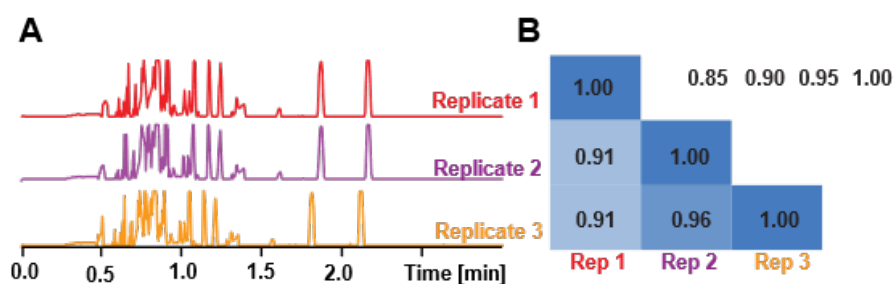 A
Replicate 1
Replicate 2
Replicate 3
0.0 0.5 1.0 1.5 2.0 Time [min]
B
0.85 0.90 0.95 1.00
1.00
0.91 1.00
0.91 0.96 1.00
Rep 1 Rep 2 Rep 3